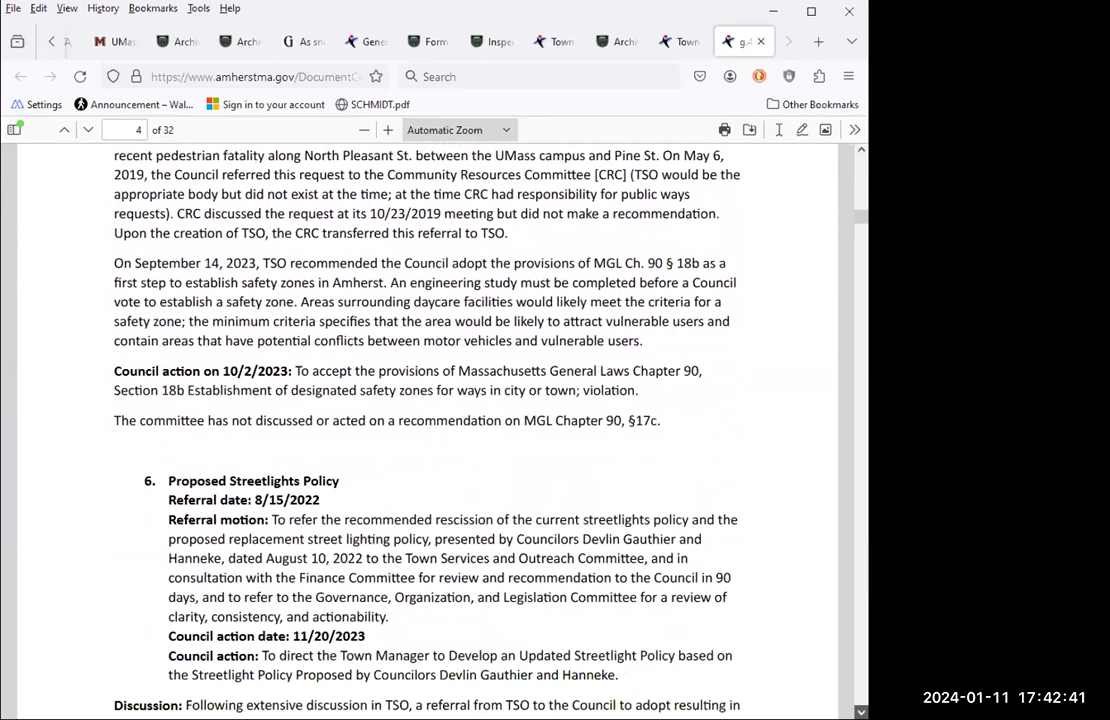 File Edit View History Bookmarks Tools Help
A UMas Archi Archi As sn Gene Form Inspe Town Archi Town g.4
https://www.amherstma.gov/DocumentC Search
Settings Announcement – Wal... Sign in to your account SCHMIDT.pdf Other Bookmarks
4 of 32 Automatic Zoom
recent pedestrian fatality along North Pleasant St. between the UMass campus and Pine St. On May 6,
2019, the Council referred this request to the Community Resources Committee [CRC] (TSO would be the
appropriate body but did not exist at the time; at the time CRC had responsibility for public ways
requests). CRC discussed the request at its 10/23/2019 meeting but did not make a recommendation.
Upon the creation of TSO, the CRC transferred this referral to TSO.
On September 14, 2023, TSO recommended the Council adopt the provisions of MGL Ch. 90 § 18b as a
first step to establish safety zones in Amherst. An engineering study must be completed before a Council
vote to establish a safety zone. Areas surrounding daycare facilities would likely meet the criteria for a
safety zone; the minimum criteria specifies that the area would be likely to attract vulnerable users and
contain areas that have potential conflicts between motor vehicles and vulnerable users.
Council action on 10/2/2023: To accept the provisions of Massachusetts General Laws Chapter 90,
Section 18b Establishment of designated safety zones for ways in city or town; violation.
The committee has not discussed or acted on a recommendation on MGL Chapter 90, §17c.
6. Proposed Streetlights Policy
Referral date: 8/15/2022
Referral motion: To refer the recommended rescission of the current streetlights policy and the
proposed replacement street lighting policy, presented by Councilors Devlin Gauthier and
Hanneke, dated August 10, 2022 to the Town Services and Outreach Committee, and in
consultation with the Finance Committee for review and recommendation to the Council in 90
days, and to refer to the Governance, Organization, and Legislation Committee for a review of
clarity, consistency, and actionability.
Council action date: 11/20/2023
Council action: To direct the Town Manager to Develop an Updated Streetlight Policy based on
the Streetlight Policy Proposed by Councilors Devlin Gauthier and Hanneke.
Discussion: Following extensive discussion in TSO, a referral from TSO to the Council to adopt resulting in
2024-01-11 17:42:41